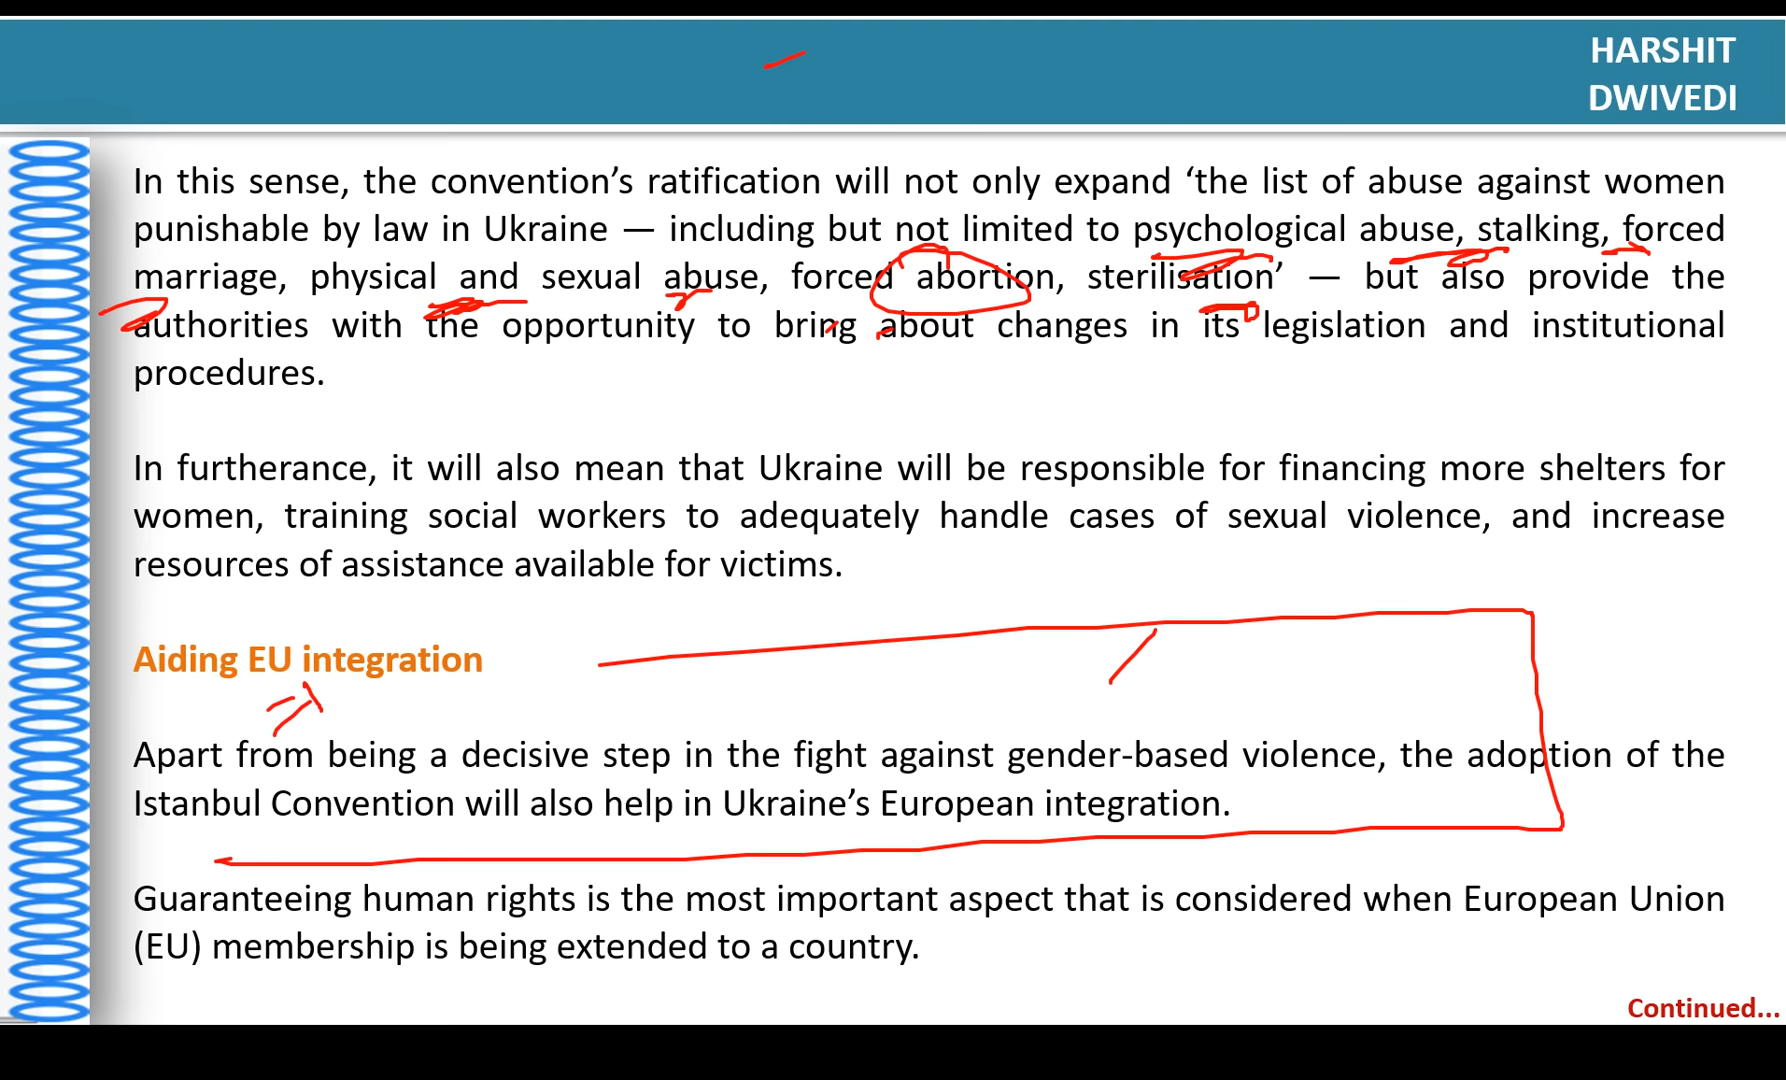 HARSHIT
DWIVEDI
In this sense, the convention’s ratification will not only expand ‘the list of abuse against women
punishable by law in Ukraine — including but not limited to psychological abuse, stalking, forced
marriage, physical and sexual abuse, forced abortion, sterilisation’ — but also provide the
authorities with the opportunity to bring about changes in its legislation and institutional
procedures.
In furtherance, it will also mean that Ukraine will be responsible for financing more shelters for
women, training social workers to adequately handle cases of sexual violence, and increase
resources of assistance available for victims.
Aiding EU integration
Apart from being a decisive step in the fight against gender-based violence, the adoption of the
Istanbul Convention will also help in Ukraine’s European integration.
Guaranteeing human rights is the most important aspect that is considered when European Union
(EU) membership is being extended to a country.
Continued...